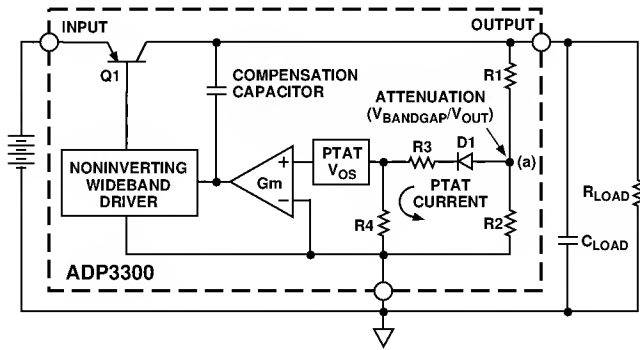 INPUT
OUTPUT
Q1
COMPENSATION
CAPACITOR
R1
ATTENUATION
(VBANDGAP/VOUT)
NONINVERTING
WIDEBAND
DRIVER
Gm
+
−
PTAT
VOS
R3
D1
(a)
PTAT
CURRENT
R4
R2
RLOAD
CLOAD
ADP3300